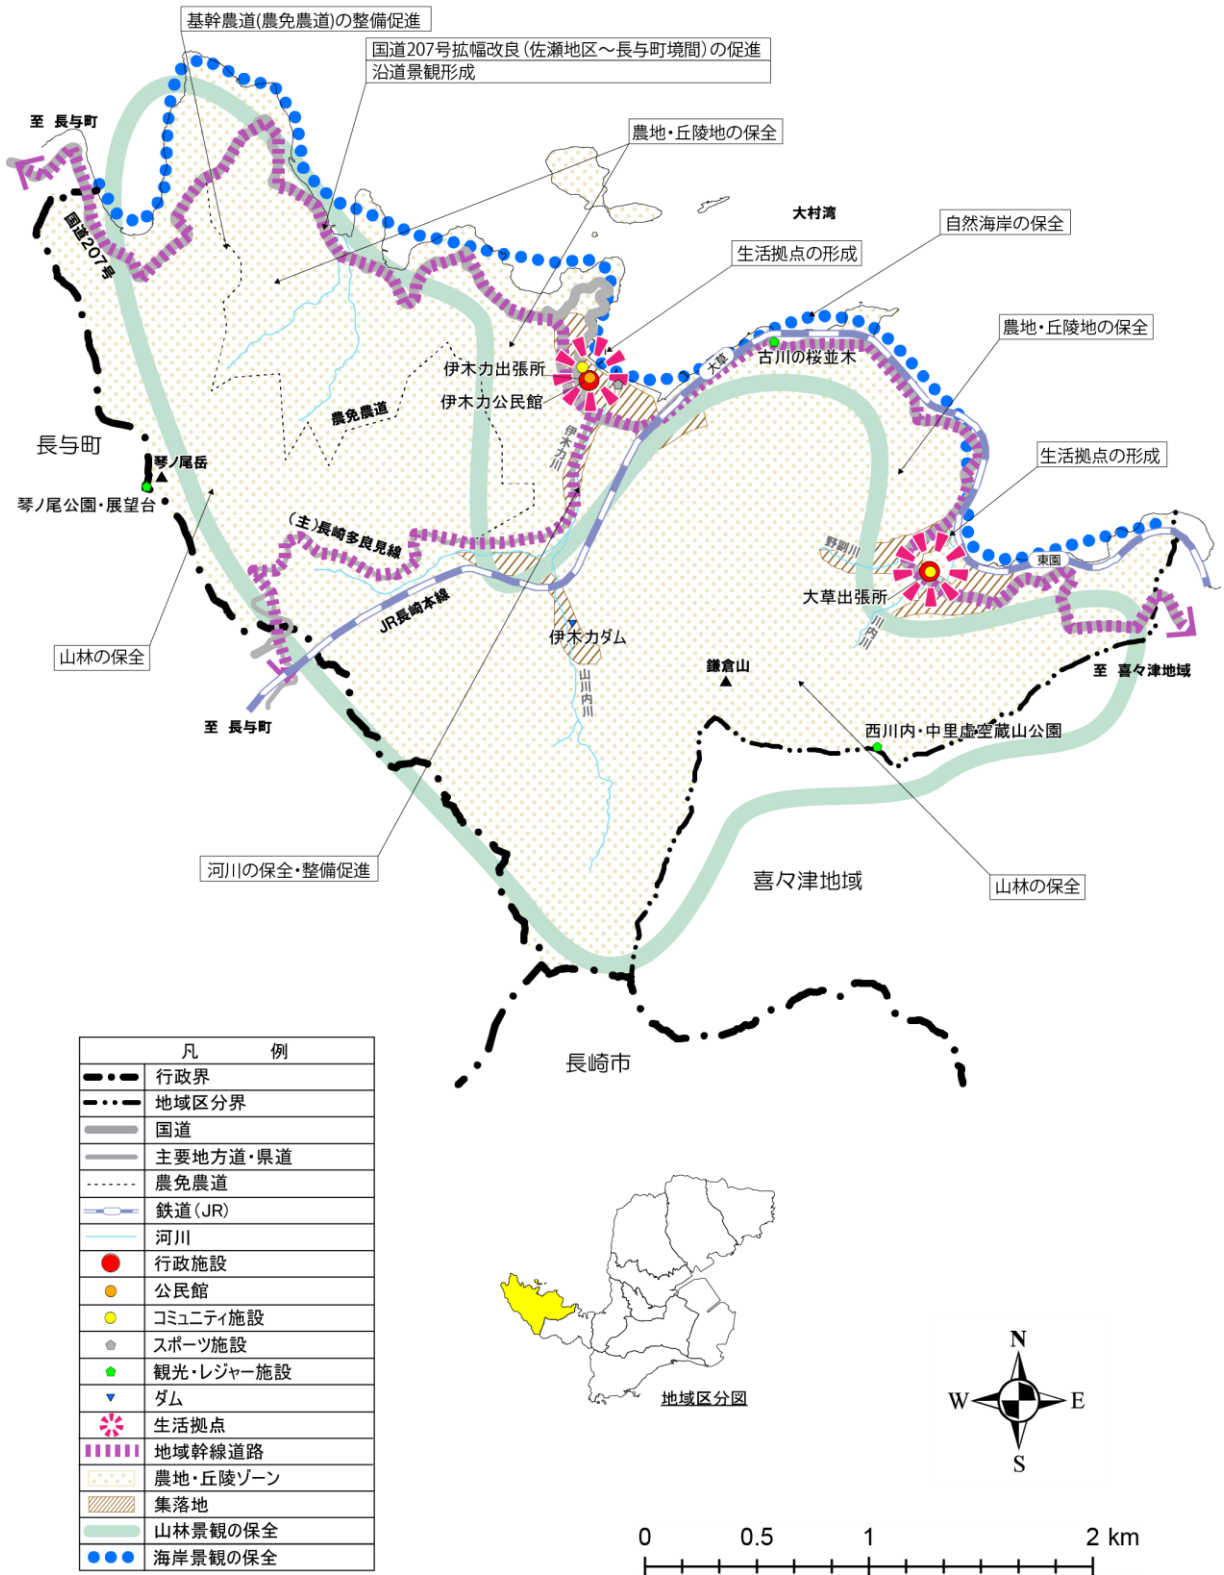 基幹農道(農免農道)の整備促進
国道207号拡幅改良(佐瀬地区～長与町境間)の促進
沿道景観形成
至 長与町
農地・丘陵地の保全
大村湾
自然海岸の保全
生活拠点の形成
国道207号
農地・丘陵地の保全
大草
古川の桜並木
伊木力出張所
伊木力公民館
農免農道
伊木力川
長与町
琴ノ尾岳
生活拠点の形成
琴ノ尾公園・展望台
(主)長崎多良見線
野副川
東園
大草出張所
JR長崎本線
川内川
伊木力ダム
山林の保全
鎌倉山
至 喜々津地域
山川内川
至 長与町
西川内・中里虚空蔵山公園
河川の保全・整備促進
喜々津地域
山林の保全
長崎市
凡 例
行政界
地域区分界
国道
主要地方道・県道
農免農道
鉄道(JR)
河川
行政施設
公民館
コミュニティ施設
スポーツ施設
観光・レジャー施設
ダム
生活拠点
地域幹線道路
農地・丘陵ゾーン
集落地
山林景観の保全
海岸景観の保全
地域区分図
N
W E
S
0 0.5 1 2 km